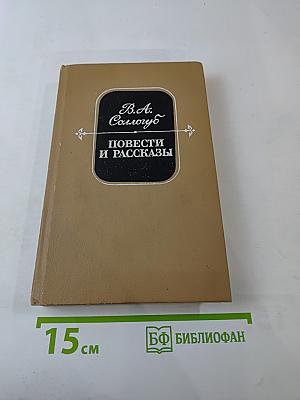 В.А.
Соллогуб
ПОВЕСТИ
И РАССКАЗЫ
15 см
БФ БИБЛИОФАН